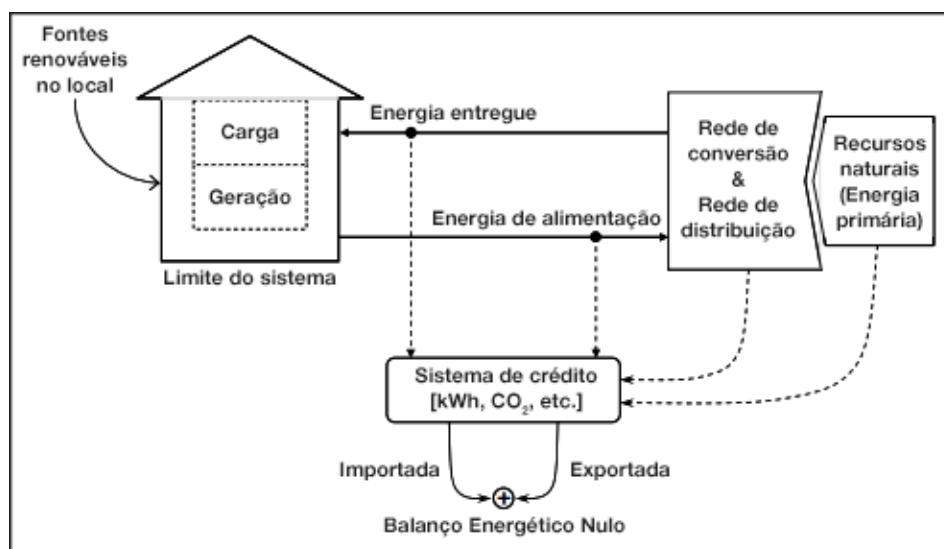 Fontes
renováveis
no local
Carga
Geração
Limite do sistema
Energia entregue
Energia de alimentação
Rede de
conversão
&
Rede de
distribuição
Recursos
naturais
(Energia
primária)
Sistema de crédito
[kWh, CO₂, etc.]
Importada
Exportada
Balanço Energético Nulo